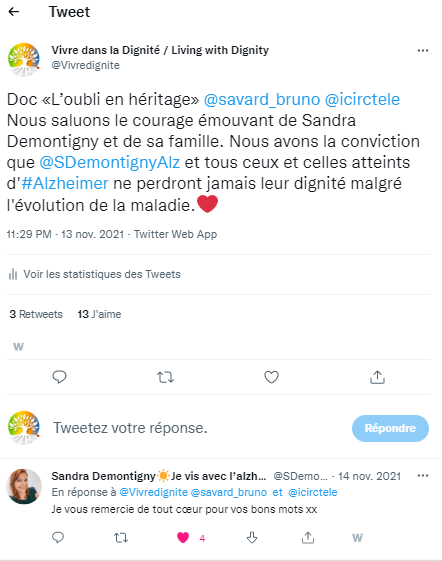 Tweet
Vivre dans la Dignité / Living with Dignity
@Vivredignite
Doc «L'oubli en héritage» @savard_bruno @icirctele
Nous saluons le courage émouvant de Sandra
Demontigny et de sa famille. Nous avons la conviction
que @SDemontignyAlz et tous ceux et celles atteints
d'#Alzheimer ne perdront jamais leur dignité malgré
l'évolution de la maladie.❤️
11:29 PM · 13 nov. 2021 · Twitter Web App
Voir les statistiques des Tweets
3 Retweets 13 J'aime
W
Tweetez votre réponse.
Répondre
Sandra Demontigny☀️Je vis avec l'alzh... @SDemo... · 14 nov. 2021
En réponse à @Vivredignite @savard_bruno et @icirctele
Je vous remercie de tout cœur pour vos bons mots xx
4 W